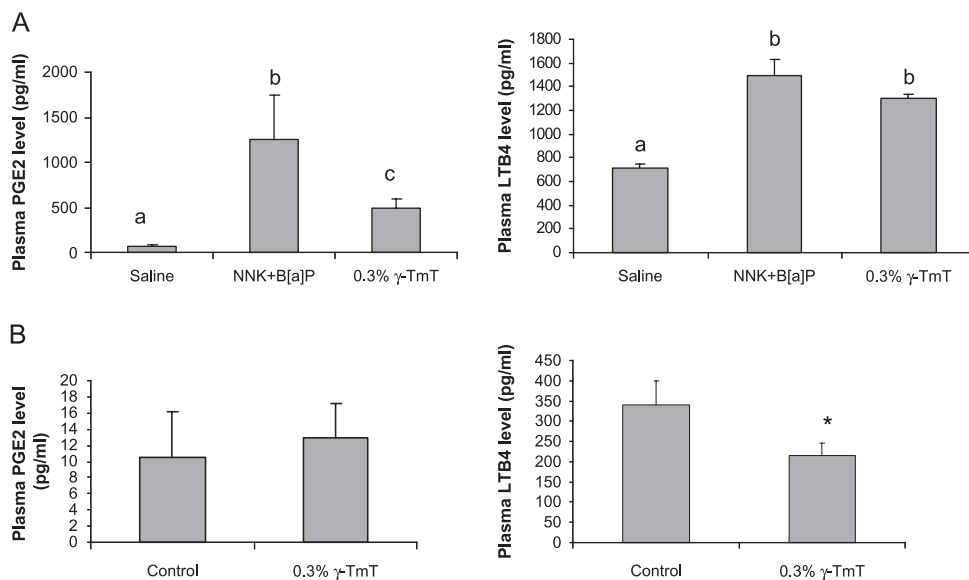 A
Plasma PGE2 level (pg/ml)
2000
1500
1000
500
0
a
b
c
Saline
NNK+B[a]P
0.3% γ-TmT
Plasma LTB4 level (pg/ml)
1800
1600
1400
1200
1000
800
600
400
200
0
a
b
b
Saline
NNK+B[a]P
0.3% γ-TmT
B
Plasma PGE2 level
(pg/ml)
20
18
16
14
12
10
8
6
4
2
0
Control
0.3% γ-TmT
Plasma LTB4 level (pg/ml)
450
400
350
300
250
200
150
100
50
0
*
Control
0.3% γ-TmT